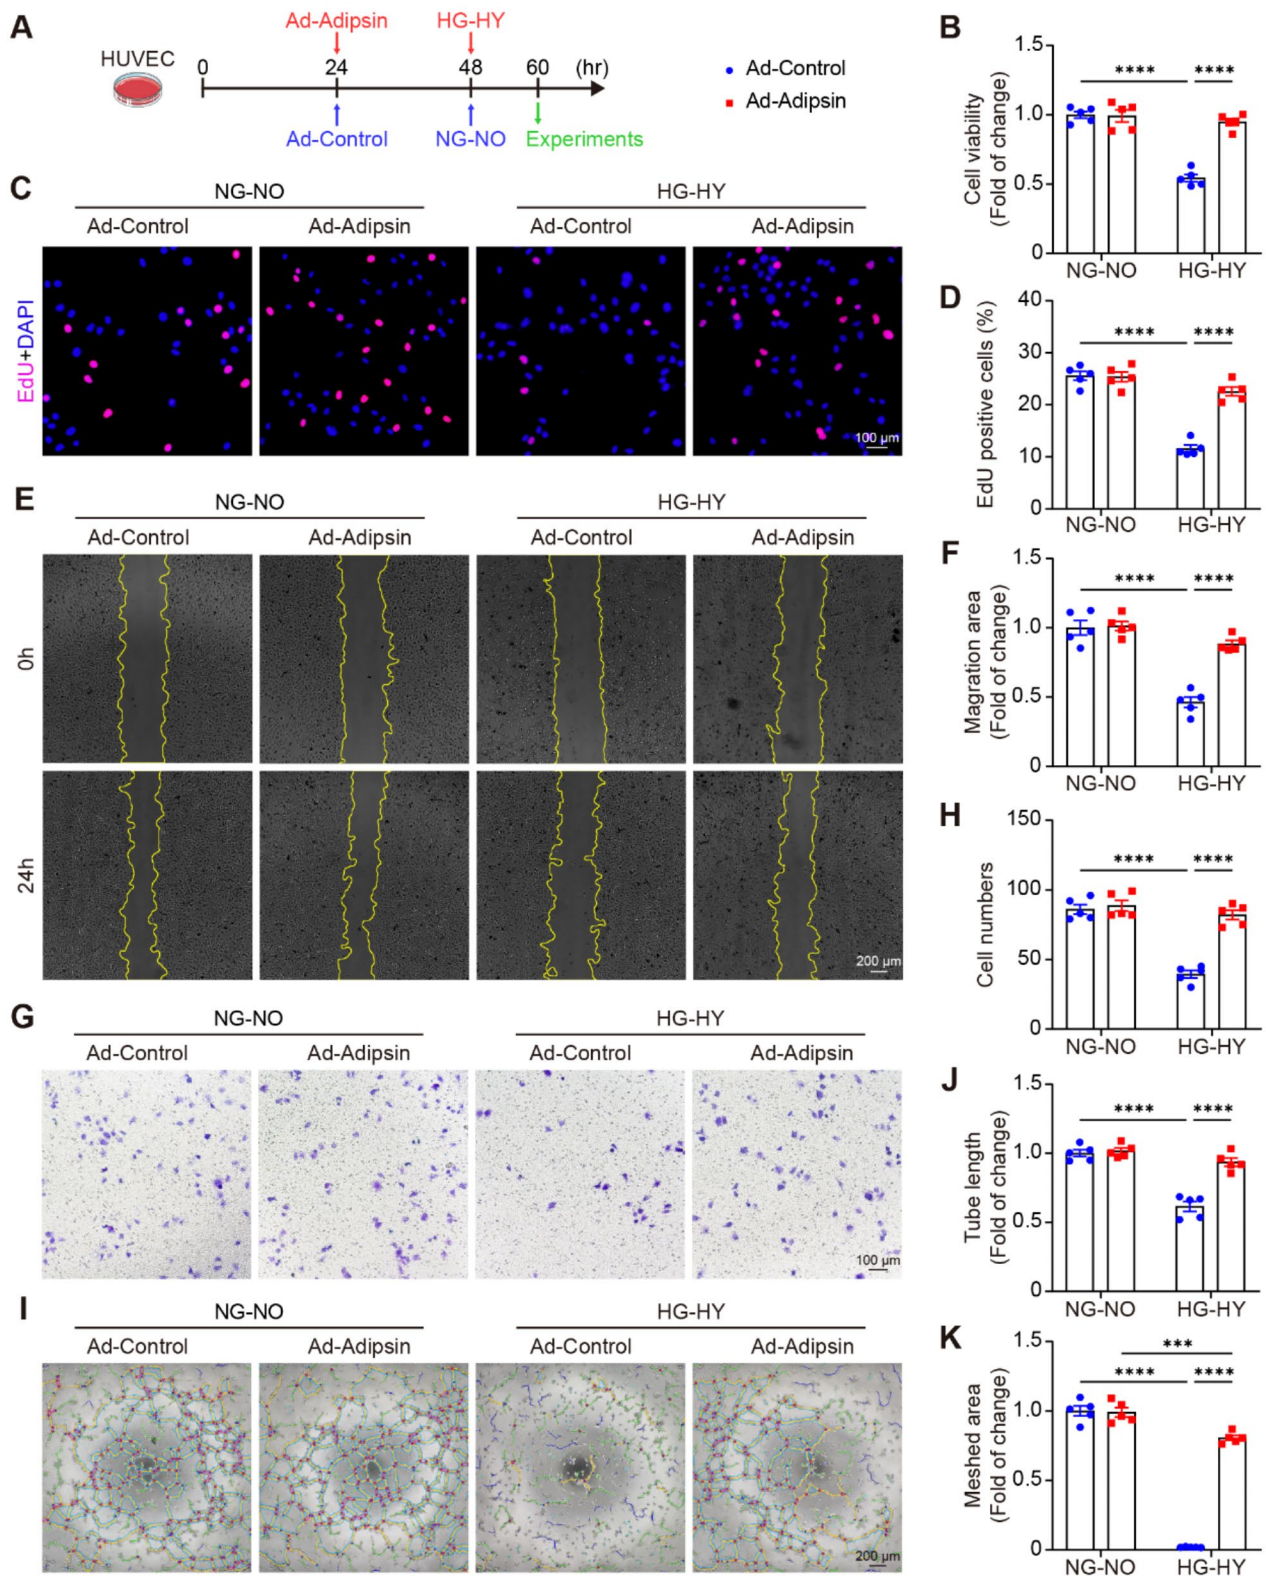 A
HUVEC
Ad-Adipsin
HG-HY
0
24
48
60
(hr)
Ad-Control
NG-NO
Experiments
Ad-Control
Ad-Adipsin
B
Cell viability
(Fold of change)
1.5
1.0
0.5
0
****
****
NG-NO
HG-HY
C
NG-NO
HG-HY
Ad-Control
Ad-Adipsin
Ad-Control
Ad-Adipsin
EdU+DAPI
100 μm
D
EdU positive cells (%)
40
30
20
10
0
****
****
NG-NO
HG-HY
E
NG-NO
HG-HY
Ad-Control
Ad-Adipsin
Ad-Control
Ad-Adipsin
0h
24h
200 μm
F
Magration area
(Fold of change)
1.5
1.0
0.5
0
****
****
NG-NO
HG-HY
G
NG-NO
HG-HY
Ad-Control
Ad-Adipsin
Ad-Control
Ad-Adipsin
100 μm
H
Cell numbers
150
100
50
0
****
****
NG-NO
HG-HY
I
NG-NO
HG-HY
Ad-Control
Ad-Adipsin
Ad-Control
Ad-Adipsin
200 μm
J
Tube length
(Fold of change)
1.5
1.0
0.5
0
****
****
NG-NO
HG-HY
K
Meshed area
(Fold of change)
1.5
1.0
0.5
0
***
****
****
NG-NO
HG-HY